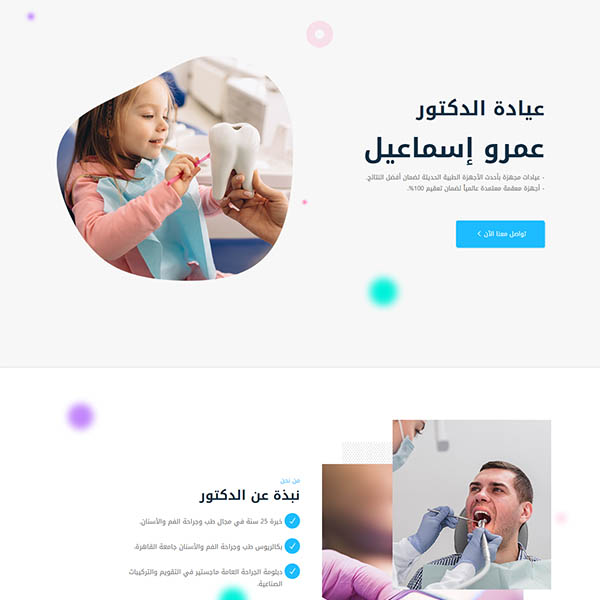 عيادة الدكتور
عمرو إسماعيل
- عيادات مجهزة بأحدث الأجهزة الطبية الحديثة لضمان أفضل النتائج.
- أجهزة معقمة معتمدة عالمياً لضمان تعقيم 100%.
تواصل معنا الآن
من نحن
نبذة عن الدكتور
خبرة 25 سنة في مجال طب وجراحة الفم والأسنان.
بكالريوس طب وجراحة الفم والأسنان جامعة القاهرة.
دبلومة الجراحة العامة ماجستير في التقويم والتركيبات
الصناعية.